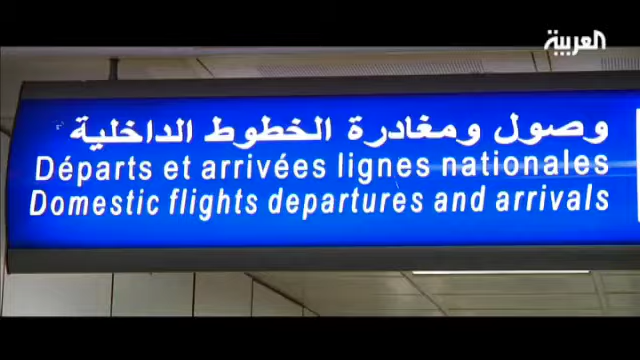 العربية
وصول ومغادرة الخطوط الداخلية
Départs et arrivées lignes nationales
Domestic flights departures and arrivals